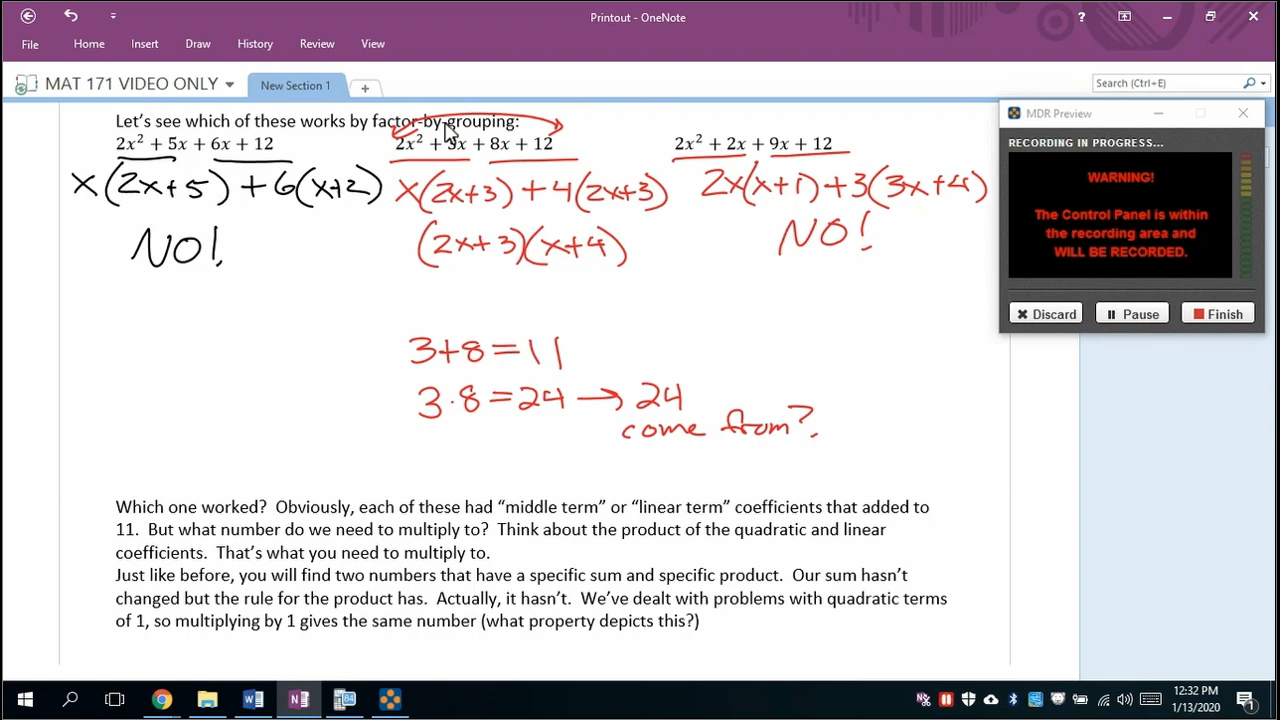 Printout - OneNote
File Home Insert Draw History Review View
MAT 171 VIDEO ONLY New Section 1 + Search (Ctrl+E)
Let's see which of these works by factor-by-grouping:
2x² + 5x + 6x + 12 2x² + 3x + 8x + 12 2x² + 2x + 9x + 12
x(2x+5) + 6(x+2) x(2x+3) + 4(2x+3) 2x(x+1) + 3(3x+4)
NO! (2x+3)(x+4) NO!
3+8=11
3·8=24 → 24
come from?
Which one worked? Obviously, each of these had "middle term" or "linear term" coefficients that added to
11. But what number do we need to multiply to? Think about the product of the quadratic and linear
coefficients. That's what you need to multiply to.
Just like before, you will find two numbers that have a specific sum and specific product. Our sum hasn't
changed but the rule for the product has. Actually, it hasn't. We've dealt with problems with quadratic terms
of 1, so multiplying by 1 gives the same number (what property depicts this?)
MDR Preview
RECORDING IN PROGRESS...
WARNING!
The Control Panel is within
the recording area and
WILL BE RECORDED.
Discard Pause Finish
12:32 PM
1/13/2020